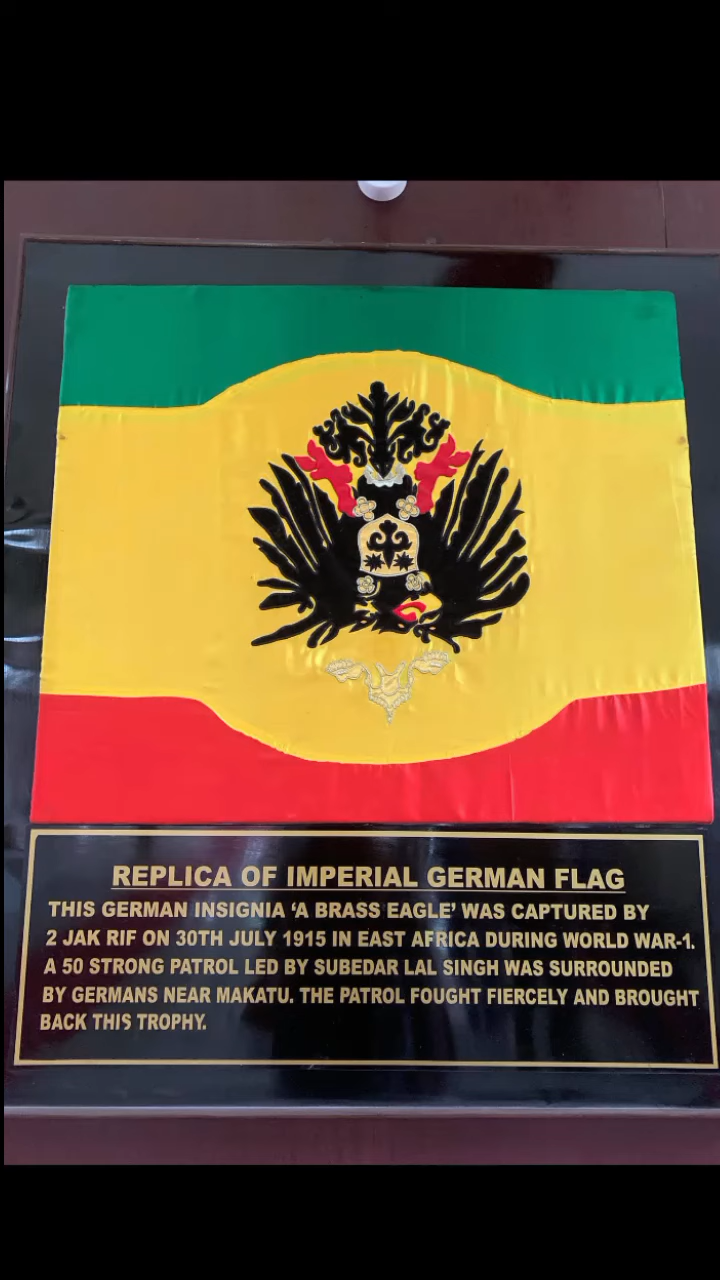 REPLICA OF IMPERIAL GERMAN FLAG
THIS GERMAN INSIGNIA ‘A BRASS EAGLE’ WAS CAPTURED BY
2 JAK RIF ON 30TH JULY 1915 IN EAST AFRICA DURING WORLD WAR-1.
A 50 STRONG PATROL LED BY SUBEDAR LAL SINGH WAS SURROUNDED
BY GERMANS NEAR MAKATU. THE PATROL FOUGHT FIERCELY AND BROUGHT
BACK THIS TROPHY.